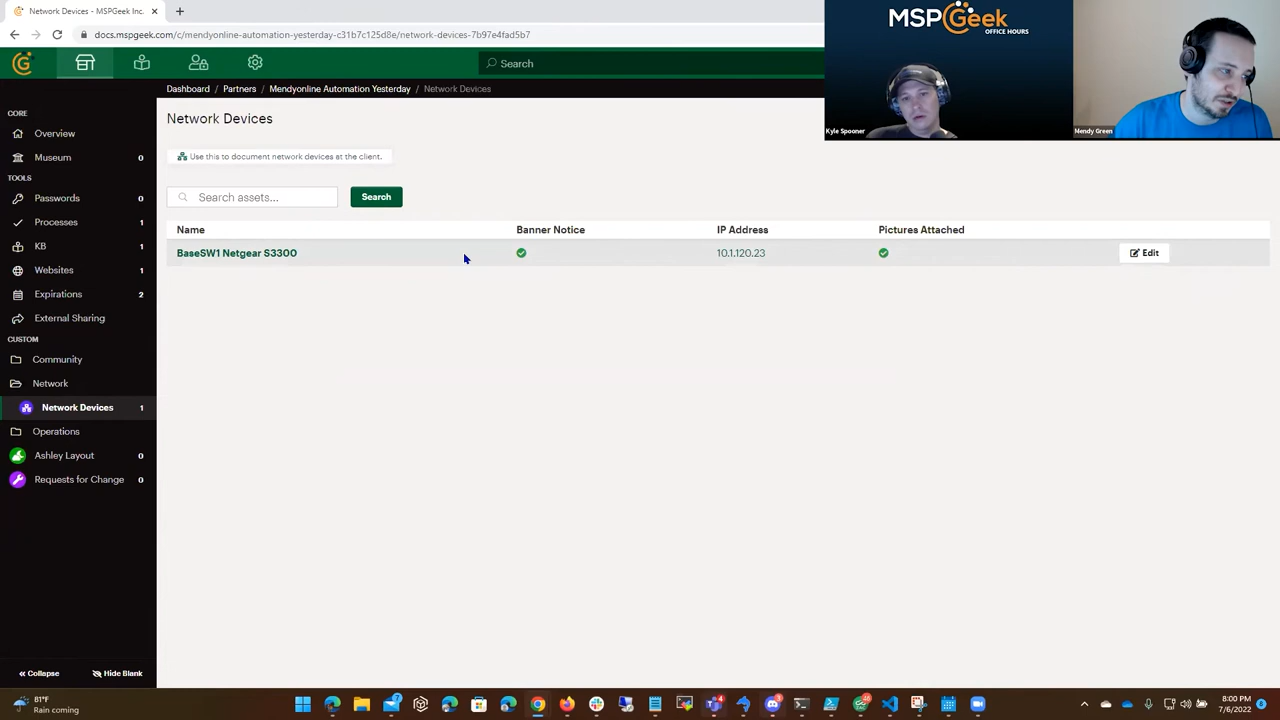 Network Devices - MSPGeek Inc.
docs.mspgeek.com/c/mendyonline-automation-yesterday-c31b7c125d8e/network-devices-7b97e4fad5b7
MSPGeek
OFFICE HOURS
Kyle Spooner
Mendy Green
Search
Dashboard / Partners / Mendyonline Automation Yesterday / Network Devices
CORE
Overview
Museum 0
TOOLS
Passwords 0
Processes 1
KB 1
Websites 1
Expirations 2
External Sharing
CUSTOM
Community
Network
Network Devices 1
Operations
Ashley Layout 0
Requests for Change 0
« Collapse Hide Blank
Network Devices
Use this to document network devices at the client.
Search assets... Search
Name Banner Notice IP Address Pictures Attached
BaseSW1 Netgear S3300 10.1.120.23 Edit
81°F
Rain coming
8:00 PM
7/6/2022